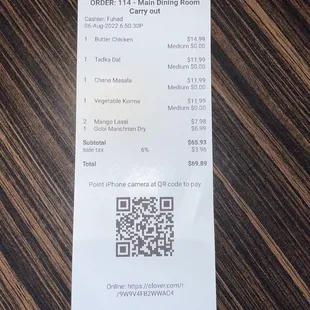 ORDER: 114 - Main Dining Room
Carry out
Cashier: Fuhad
06-Aug-2022 6:50:30P
1 Butter Chicken $14.99
Medium $0.00
1 Tadka Dal $11.99
Medium $0.00
1 Chana Masala $11.99
Medium $0.00
1 Vegetable Korma $11.99
Medium $0.00
2 Mango Lassi $7.98
1 Gobi Manchrian Dry $6.99
Subtotal $65.93
sale tax 6% $3.96
Total $69.89
Point iPhone camera at QR code to pay
Online: https://clover.com/r
/9W9V4FB2WWAC4